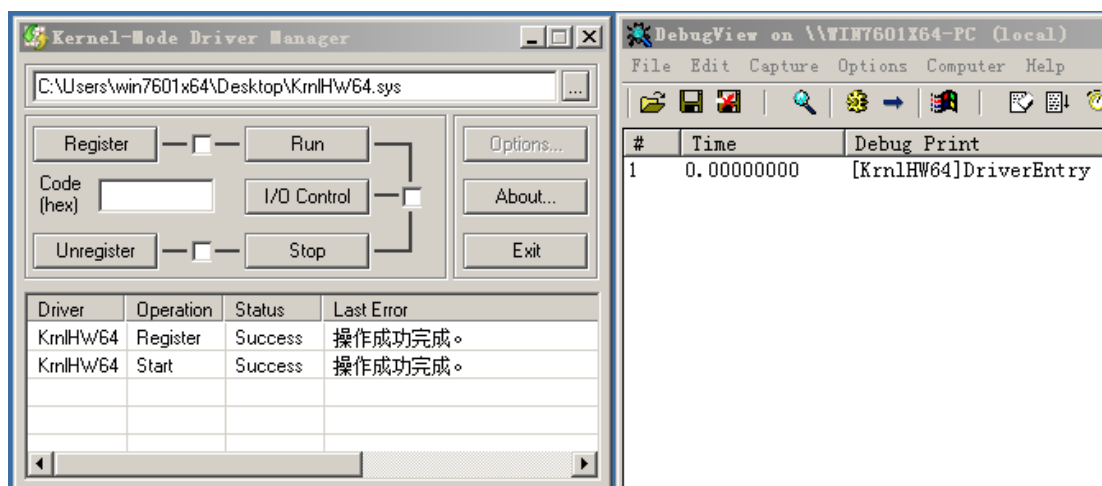 Kernel-Mode Driver Manager
C:\Users\win7601x64\Desktop\KrnlHW64.sys
...
Register
Run
Options...
Code
(hex)
I/O Control
About...
Unregister
Stop
Exit
Driver Operation Status Last Error
KrnlHW64 Register Success 操作成功完成。
KrnlHW64 Start Success 操作成功完成。
DebugView on \\WIN7601X64-PC (local)
File Edit Capture Options Computer Help
# Time Debug Print
1 0.00000000 [KrnlHW64]DriverEntry